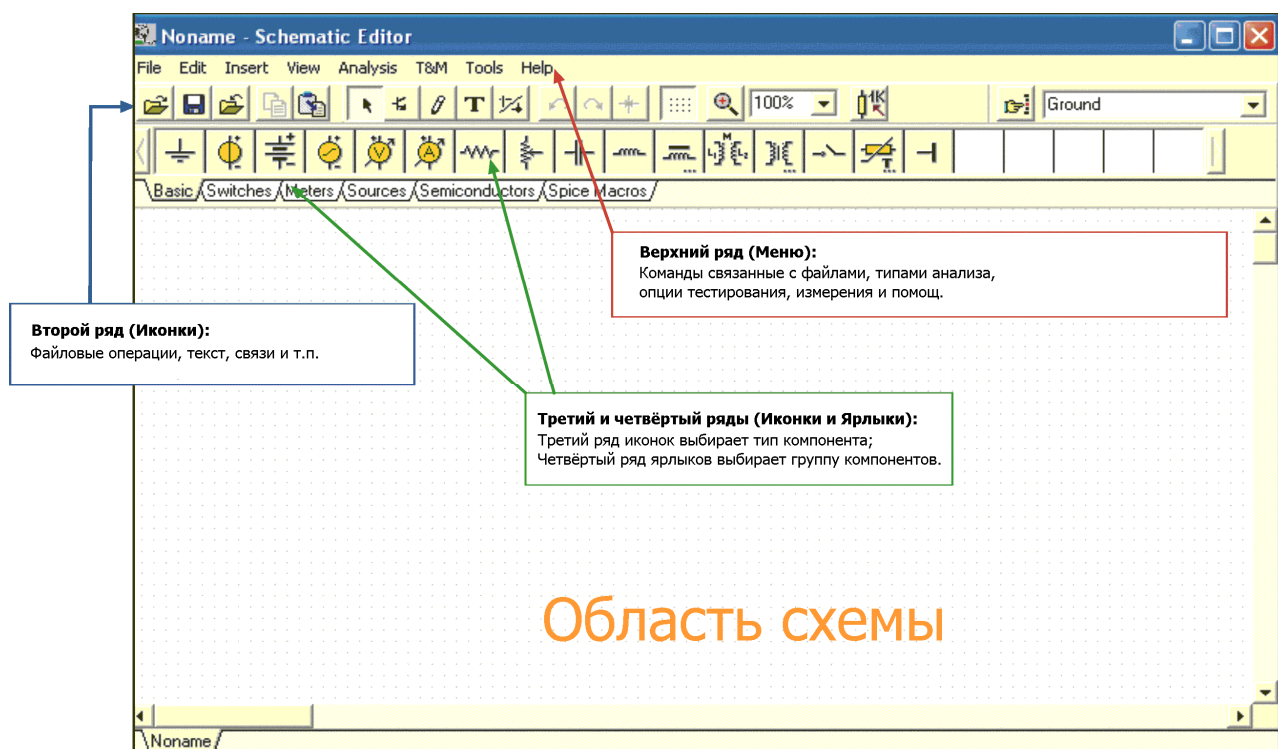 Noname - Schematic Editor
File Edit Insert View Analysis T&M Tools Help
T 100% 1K Ground
V A M L₁ L₂ T
Basic Switches Meters Sources Semiconductors Spice Macros
Верхний ряд (Меню):
Команды связанные с файлами, типами анализа,
опции тестирования, измерения и помощ.
Второй ряд (Иконки):
Файловые операции, текст, связи и т.п.
Третий и четвёртый ряды (Иконки и Ярлыки):
Третий ряд иконок выбирает тип компонента;
Четвёртый ряд ярлыков выбирает группу компонентов.
Область схемы
Noname